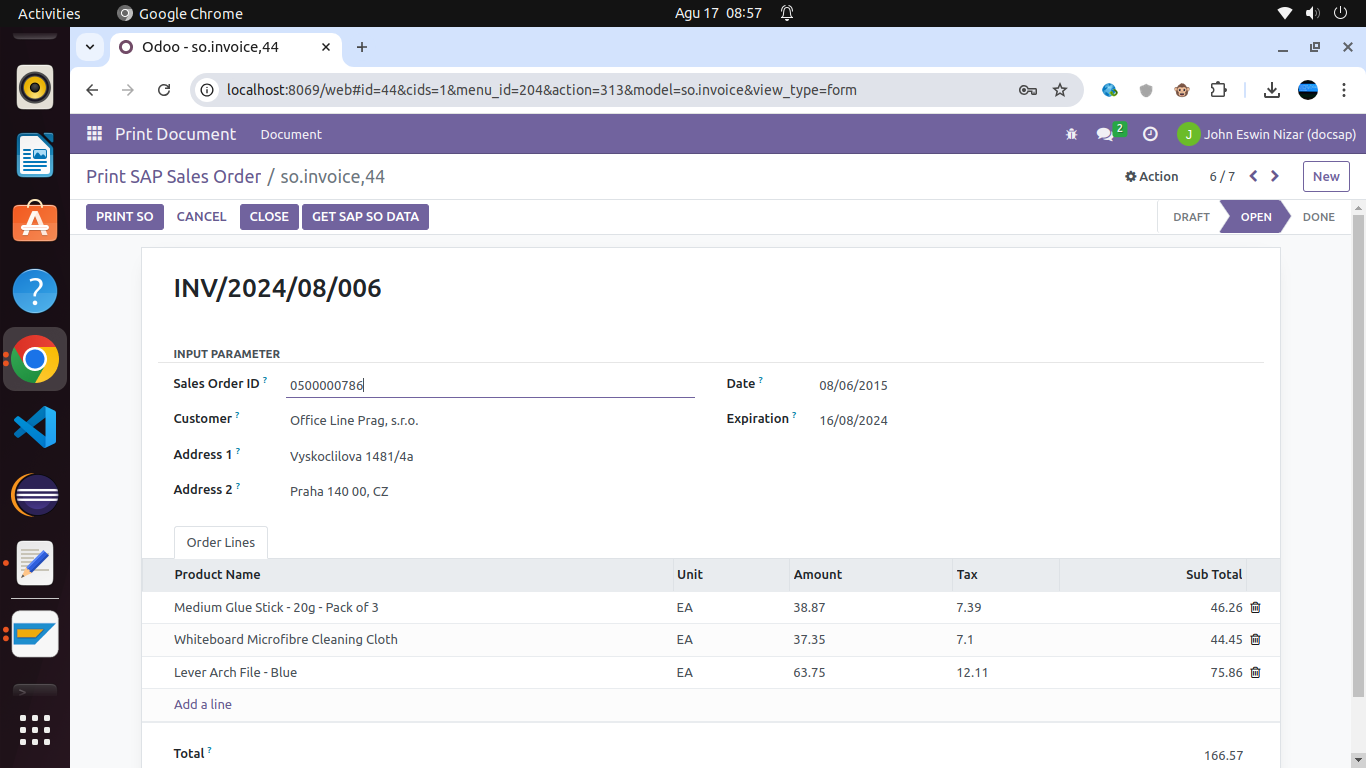 Activities Google Chrome Agu 17 08:57
Odoo - so.invoice,44
localhost:8069/web#id=44&cids=1&menu_id=204&action=313&model=so.invoice&view_type=form
Print Document Document 2 J John Eswin Nizar (docsap)
Print SAP Sales Order / so.invoice,44 Action 6 / 7 New
PRINT SO CANCEL CLOSE GET SAP SO DATA DRAFT OPEN DONE
INV/2024/08/006
INPUT PARAMETER
Sales Order ID ? 0500000786 Date ? 08/06/2015
Customer ? Office Line Prag, s.r.o. Expiration ? 16/08/2024
Address 1 ? Vyskoclilova 1481/4a
Address 2 ? Praha 140 00, CZ
Order Lines
Product Name Unit Amount Tax Sub Total
Medium Glue Stick - 20g - Pack of 3 EA 38.87 7.39 46.26
Whiteboard Microfibre Cleaning Cloth EA 37.35 7.1 44.45
Lever Arch File - Blue EA 63.75 12.11 75.86
Add a line
Total ? 166.57